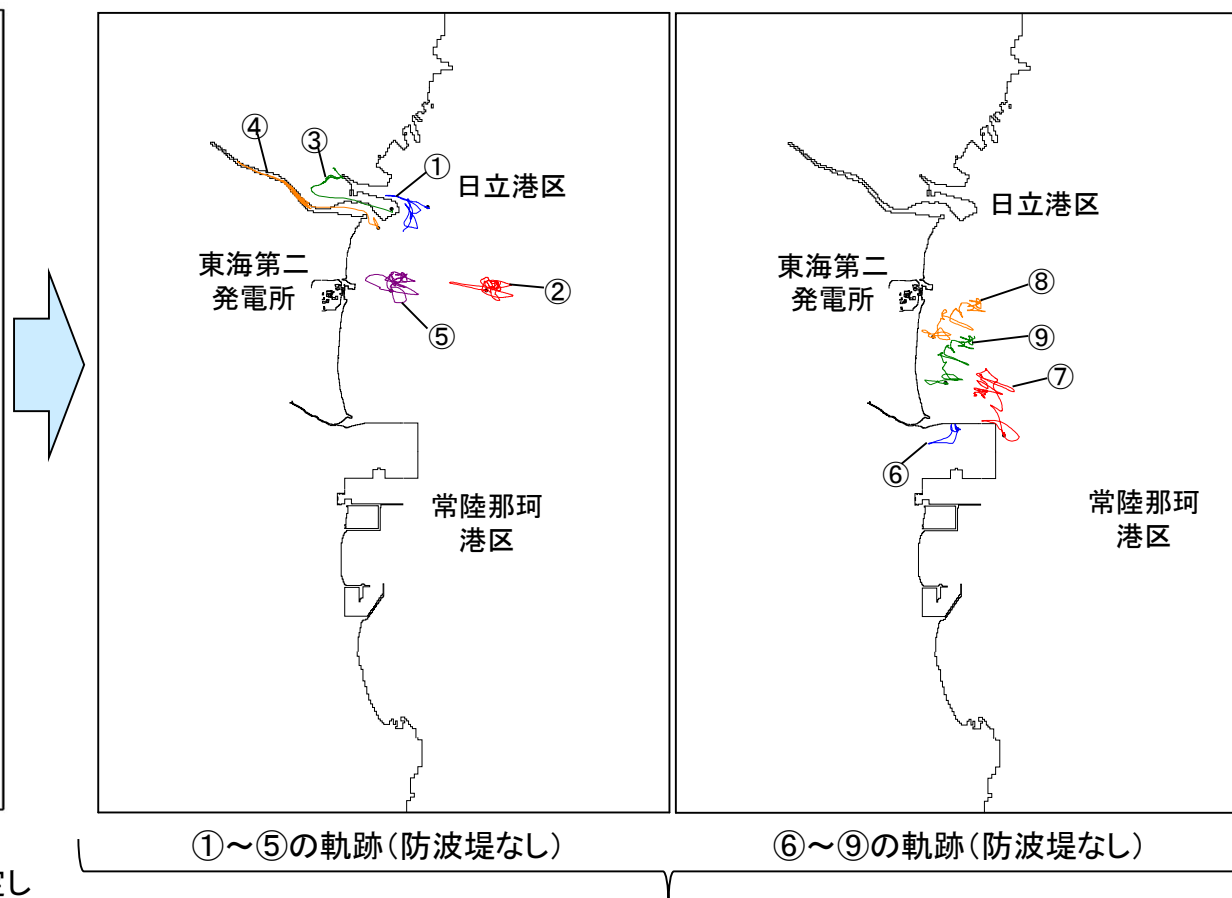 ④
③
①
日立港区
東海第二
発電所
②
⑤
常陸那珂
港区
①～⑤の軌跡(防波堤なし)
日立港区
東海第二
発電所
⑧
⑨
⑦
⑥
常陸那珂
港区
⑥～⑨の軌跡(防波堤なし)
し